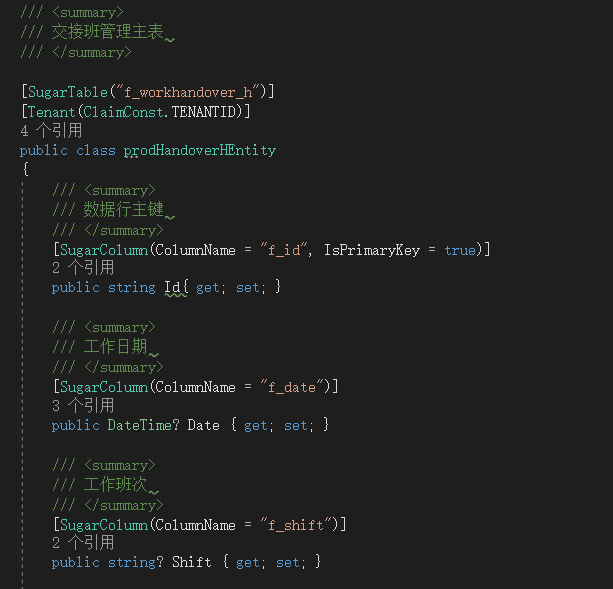 /// <summary>
/// 交接班管理主表
/// </summary>
[SugarTable("f_workhandover_h")]
[Tenant(ClaimConst.TENANTID)]
4 个引用
public class prodHandoverHEntity
{
/// <summary>
/// 数据行主键
/// </summary>
[SugarColumn(ColumnName = "f_id", IsPrimaryKey = true)]
2 个引用
public string Id{ get; set; }
/// <summary>
/// 工作日期
/// </summary>
[SugarColumn(ColumnName = "f_date")]
3 个引用
public DateTime? Date { get; set; }
/// <summary>
/// 工作班次
/// </summary>
[SugarColumn(ColumnName = "f_shift")]
2 个引用
public string? Shift { get; set; }